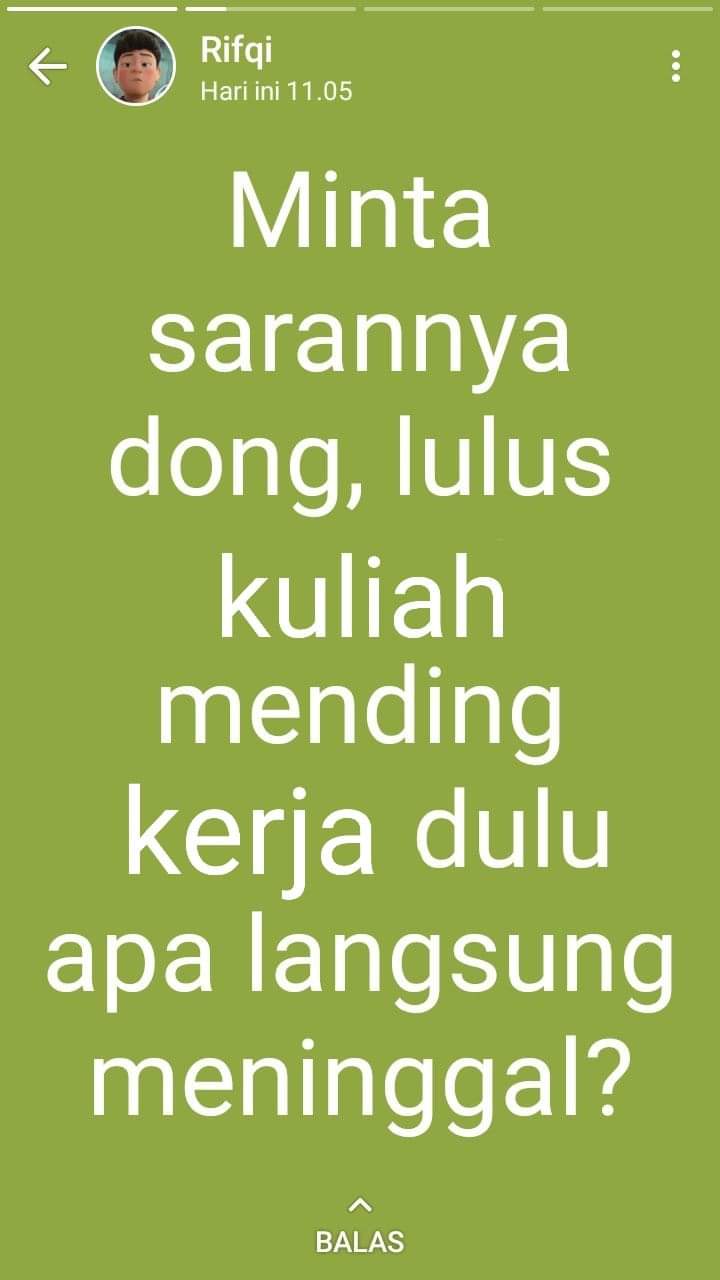 Rifqi
Hari ini 11.05
Minta
sarannya
dong, lulus
kuliah
mending
kerja dulu
apa langsung
meninggal?
BALAS